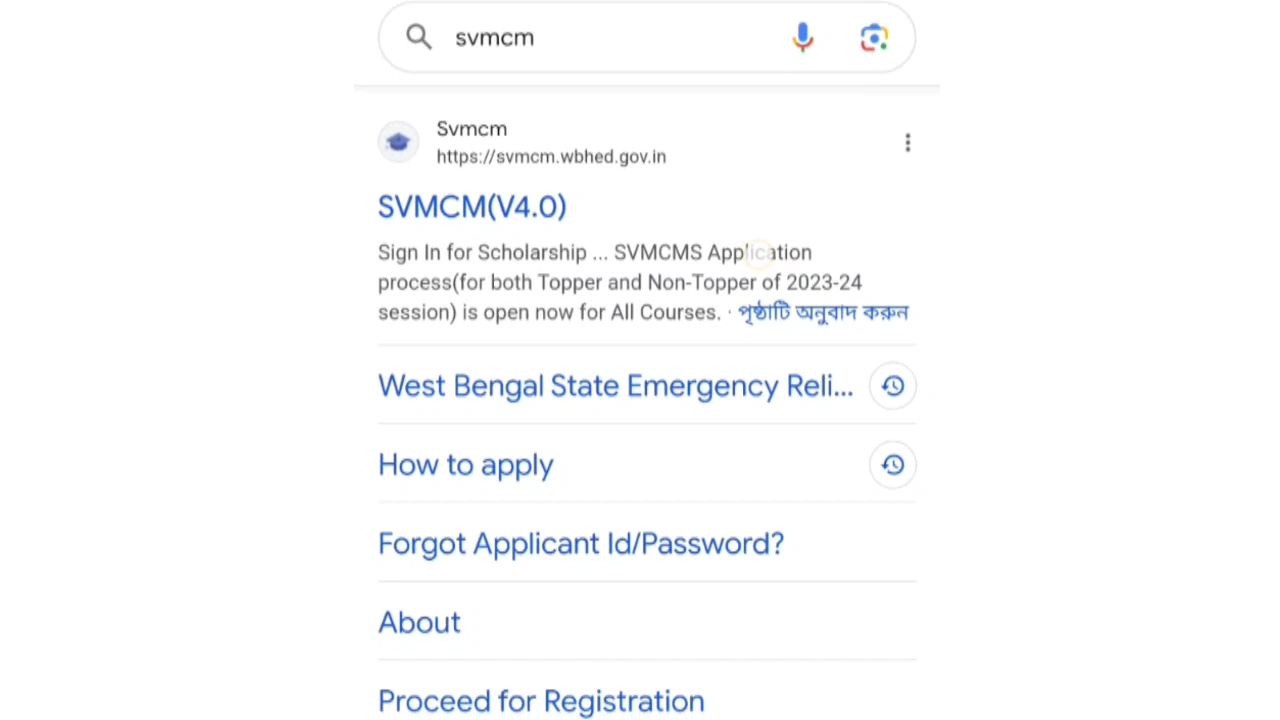 svmcm
Svmcm
https://svmcm.wbhed.gov.in
SVMCM(V4.0)
Sign In for Scholarship ... SVMCMS Application
process(for both Topper and Non-Topper of 2023-24
session) is open now for All Courses. · পৃষ্ঠাটি অনুবাদ করুন
West Bengal State Emergency Reli...
How to apply
Forgot Applicant Id/Password?
About
Proceed for Registration